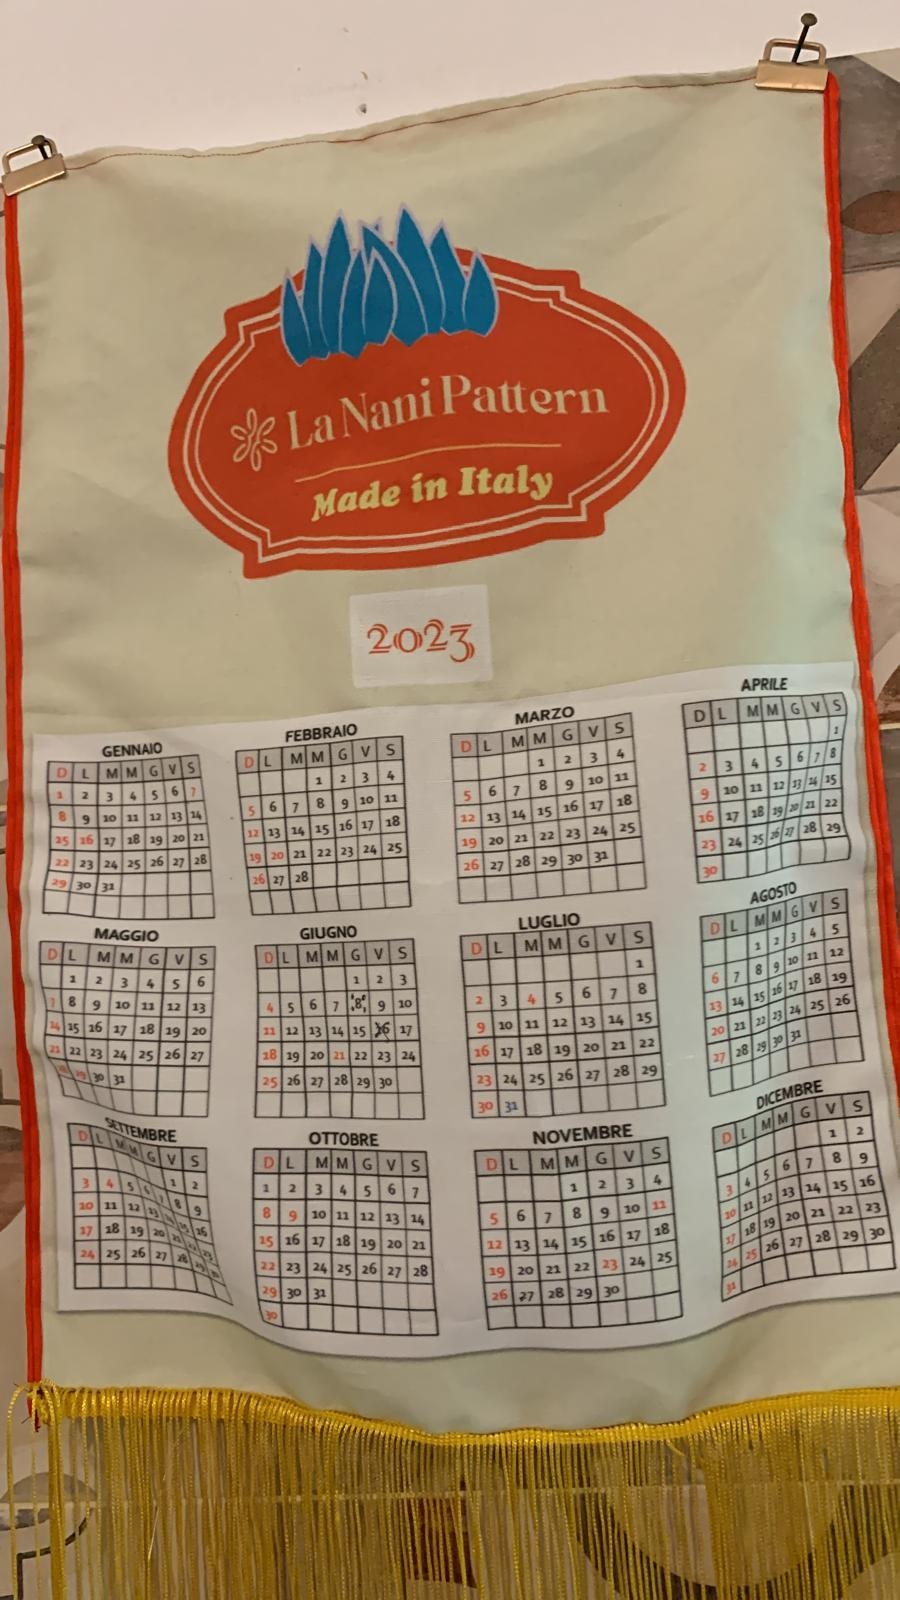 La Nani Pattern
Made in Italy
2023
GENNAIO
D L M M G V S
1 2 3 4 5 6 7
8 9 10 11 12 13 14
25 16 17 18 19 20 21
22 23 24 25 26 27 28
29 30 31
FEBBRAIO
D L M M G V S
1 2 3 4
5 6 7 8 9 10 11
12 13 14 15 16 17 18
19 20 21 22 23 24 25
26 27 28
MARZO
D L M M G V S
1 2 3 4
5 6 7 8 9 10 11
12 13 14 15 16 17 18
19 20 21 22 23 24 25
26 27 28 29 30 31
APRILE
D L M M G V S
1
2 3 4 5 6 7 8
9 10 11 12 13 14 15
16 17 18 19 20 21 22
23 24 25 26 27 28 29
30
MAGGIO
D L M M G V S
1 2 3 4 5 6
7 8 9 10 11 12 13
14 15 16 17 18 19 20
21 22 23 24 25 26 27
28 29 30 31
GIUGNO
D L M M G V S
1 2 3
4 5 6 7 8 9 10
11 12 13 14 15 16 17
18 19 20 21 22 23 24
25 26 27 28 29 30
LUGLIO
D L M M G V S
1
2 3 4 5 6 7 8
9 10 11 12 13 14 15
16 17 18 19 20 21 22
23 24 25 26 27 28 29
30 31
AGOSTO
D L M M G V S
1 2 3 4 5
6 7 8 9 10 11 12
13 14 15 16 17 18 19
20 21 22 23 24 25 26
27 28 29 30 31
SETTEMBRE
D L M M G V S
1 2
3 4 5 6 7 8 9
10 11 12 13 14 15 16
17 18 19 20 21 22 23
24 25 26 27 28 29 30
OTTOBRE
D L M M G V S
1 2 3 4 5 6 7
8 9 10 11 12 13 14
15 16 17 18 19 20 21
22 23 24 25 26 27 28
29 30 31
30
NOVEMBRE
D L M M G V S
1 2 3 4
5 6 7 8 9 10 11
12 13 14 15 16 17 18
19 20 21 22 23 24 25
26 27 28 29 30
DICEMBRE
D L M M G V S
1 2
3 4 5 6 7 8 9
10 11 12 13 14 15 16
17 18 19 20 21 22 23
24 25 26 27 28 29 30
31